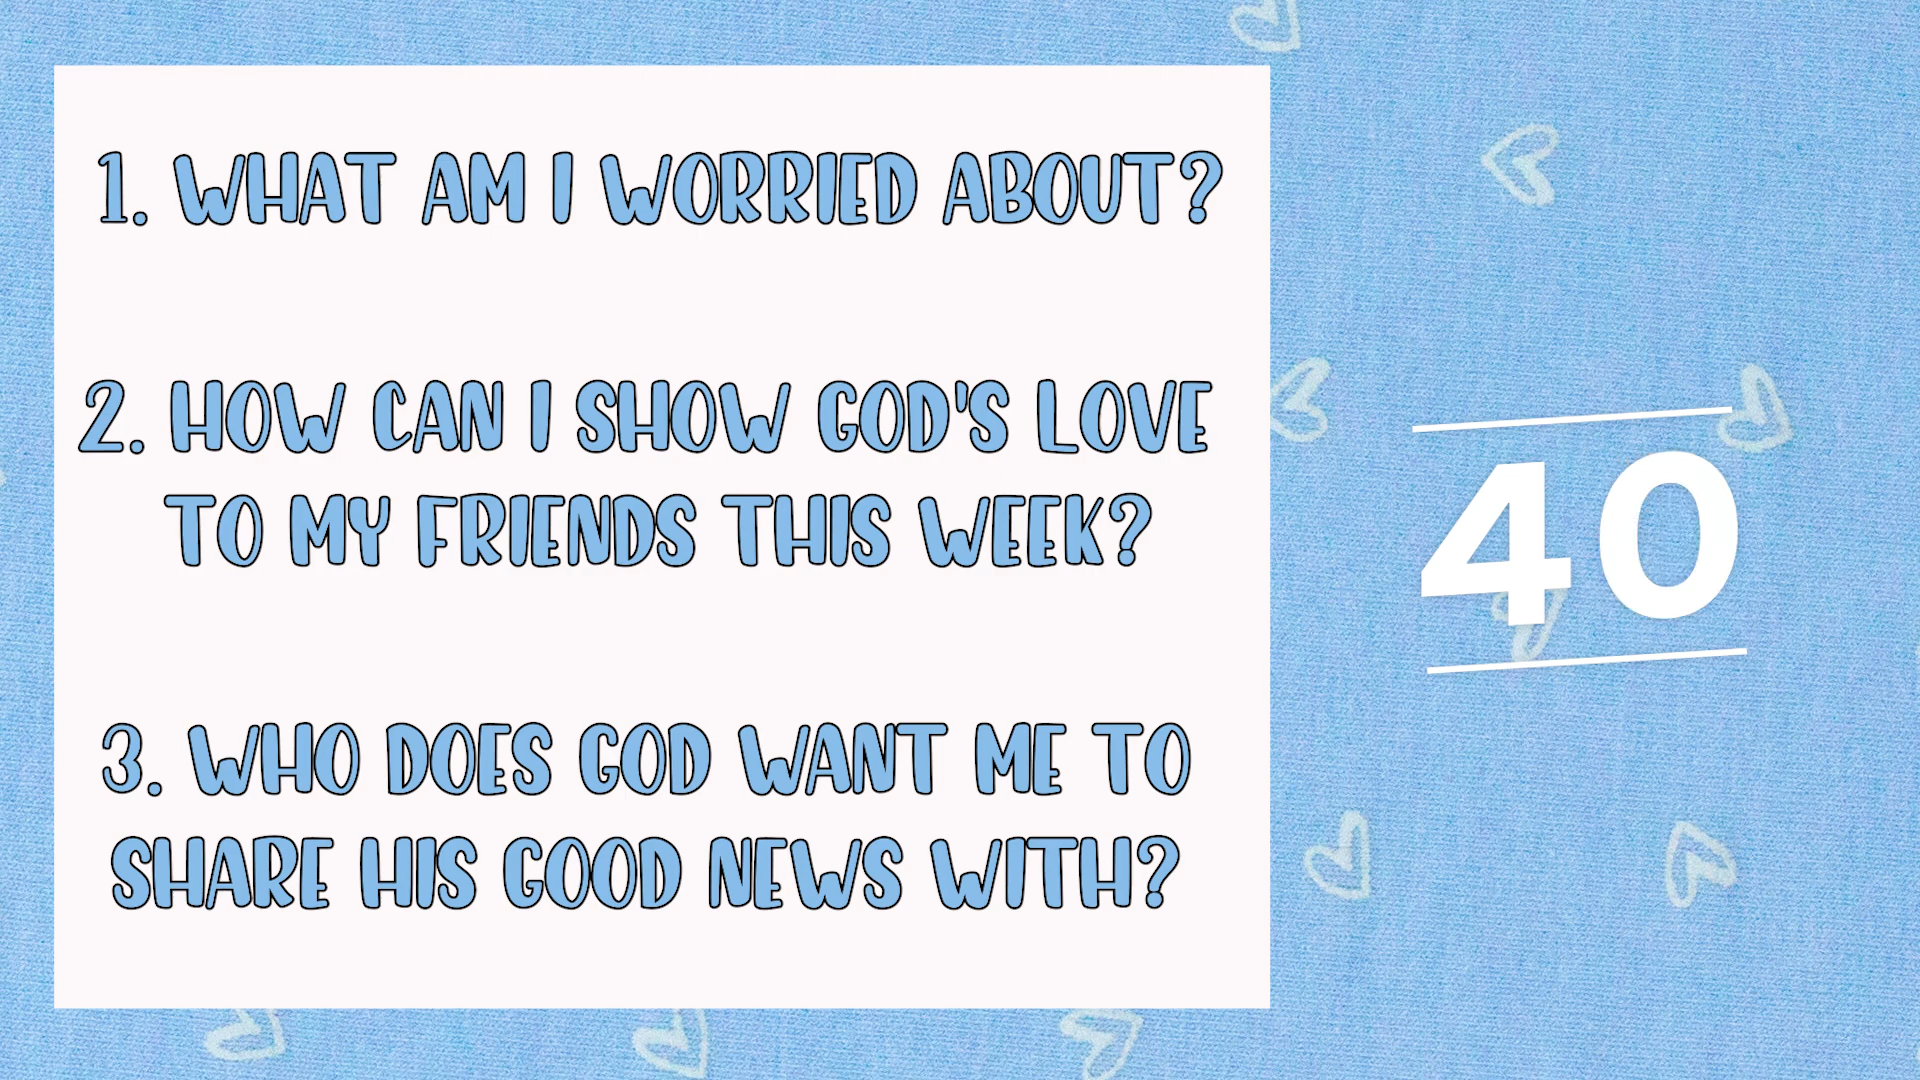 1. WHAT AM I WORRIED ABOUT?
2. HOW CAN I SHOW GOD'S LOVE
TO MY FRIENDS THIS WEEK?
3. WHO DOES GOD WANT ME TO
SHARE HIS GOOD NEWS WITH?
40